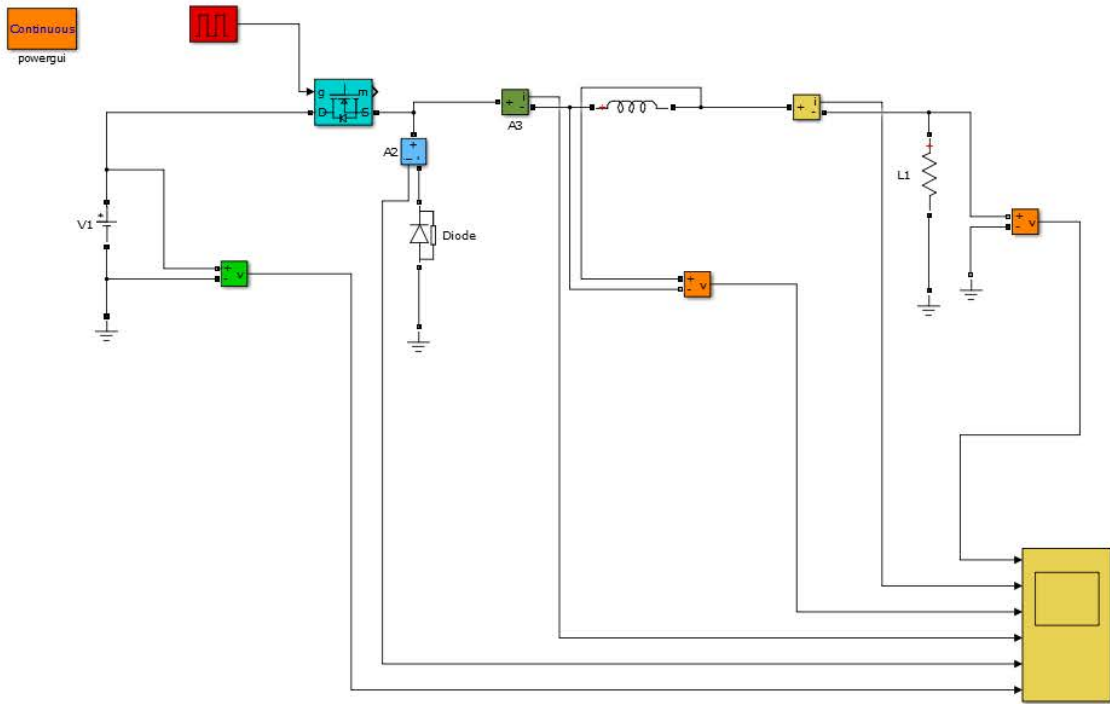 Continuous
powergui
g m
D S
+ i
-
A3
+ i
-
A2
+
- i
L1
V1
+
Diode
+
- v
+
- v
+
- v